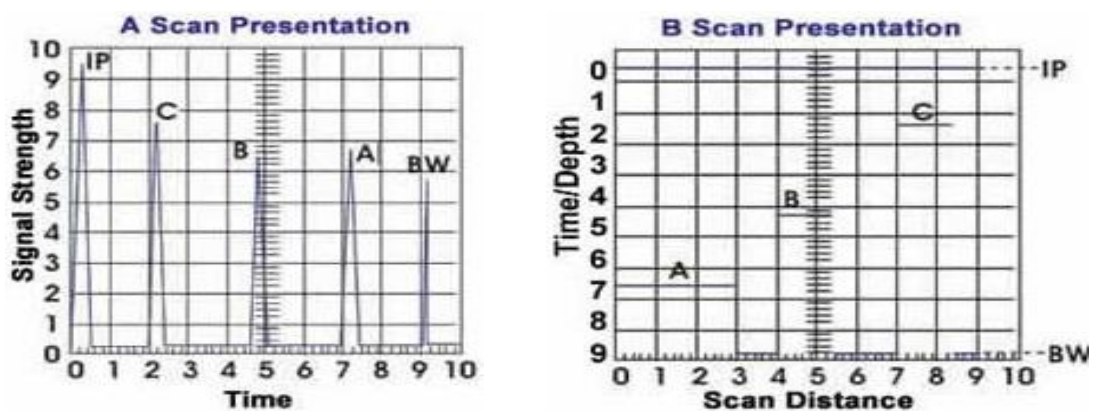 A Scan Presentation
Signal Strength
10
9
8
7
6
5
4
3
2
1
0
IP
C
B
A
BW
0 1 2 3 4 5 6 7 8 9 10
Time
B Scan Presentation
Time/Depth
0
1
2
3
4
5
6
7
8
9
IP
C
B
A
BW
0 1 2 3 4 5 6 7 8 9 10
Scan Distance